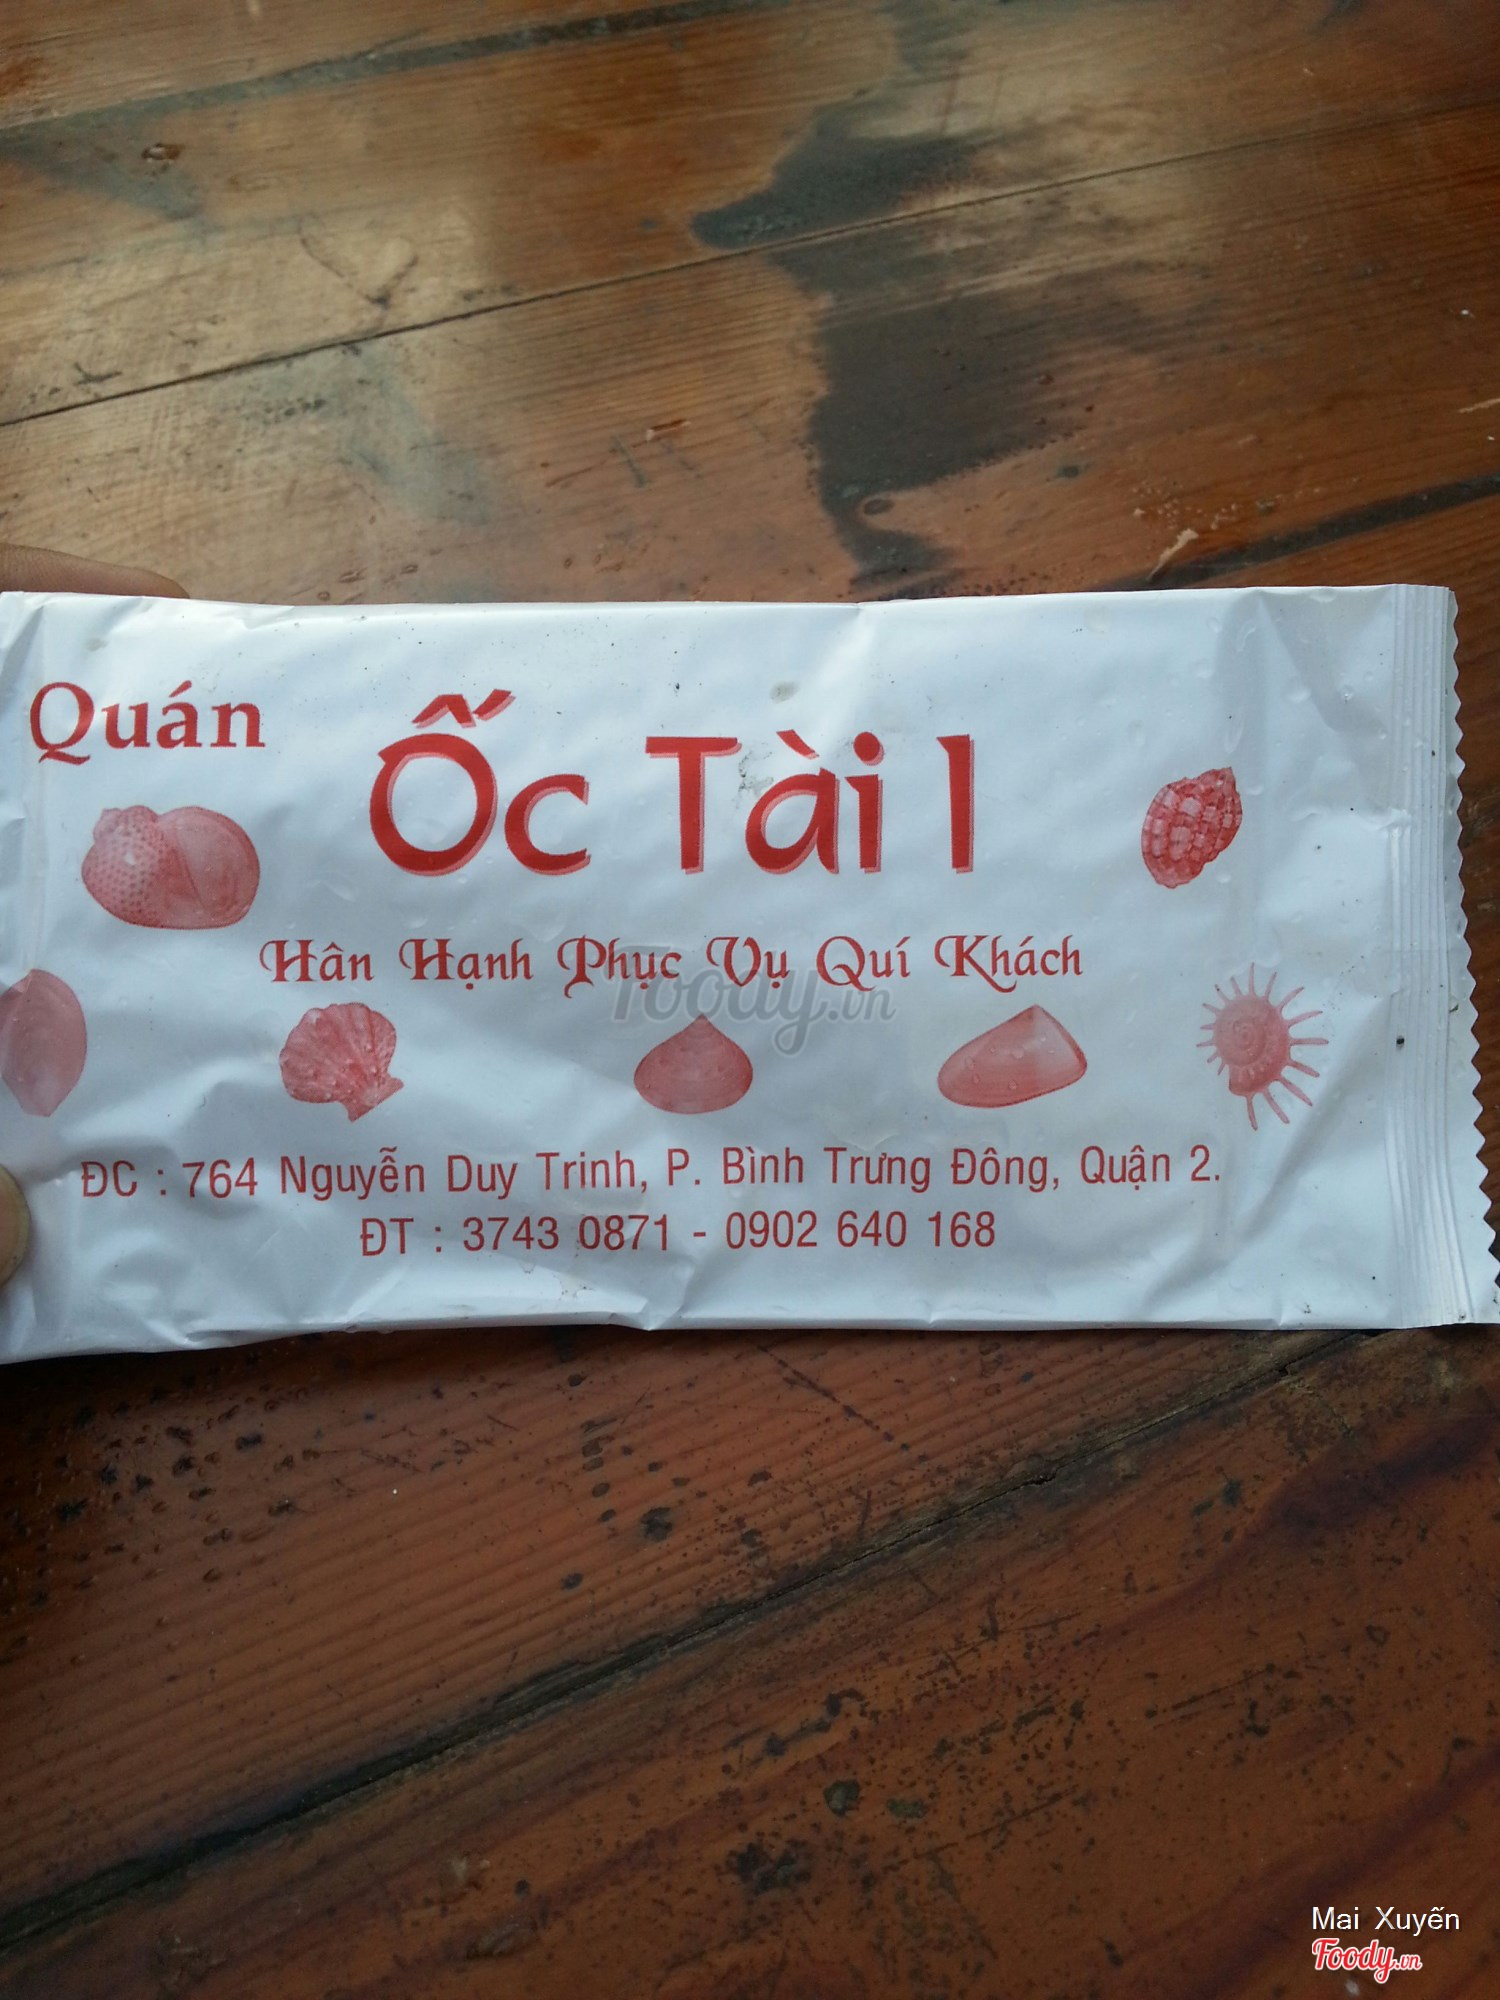 Quán
Ốc Tài 1
Hân Hạnh Phục Vụ Quí Khách
Foody.vn
ĐC : 764 Nguyễn Duy Trinh, P. Bình Trưng Đông, Quận 2.
ĐT : 3743 0871 - 0902 640 168
Mai Xuyến
Foody.vn